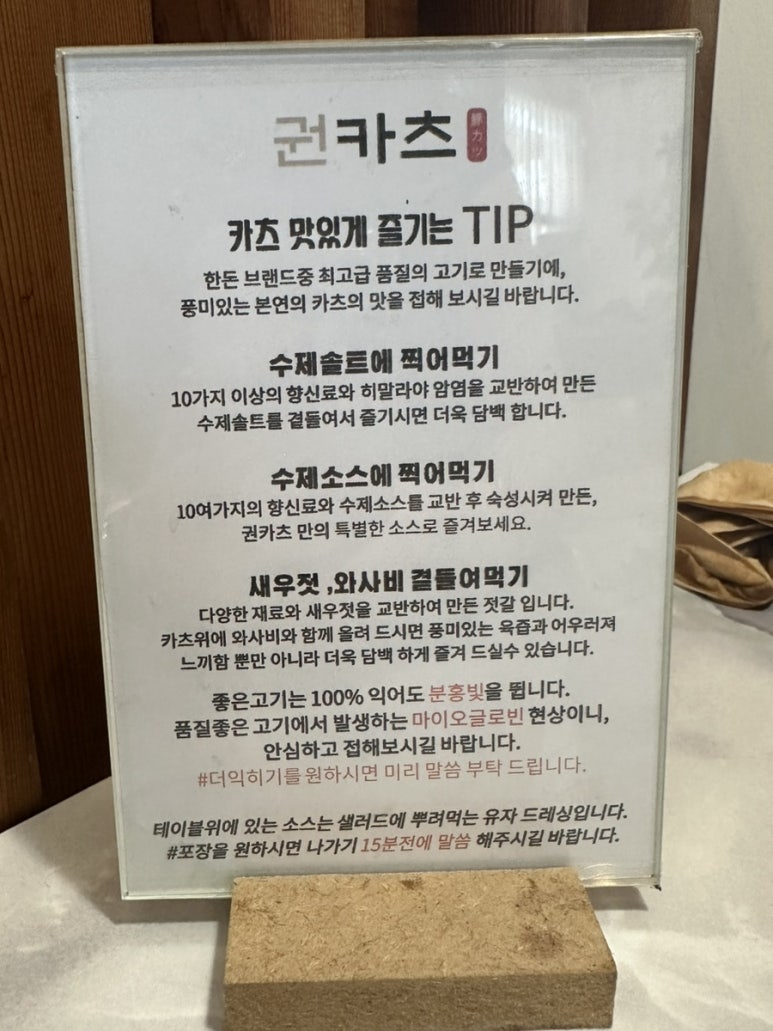 권카츠 豚カツ
카츠 맛있게 즐기는 TIP
한돈 브랜드중 최고급 품질의 고기로 만들기에,
풍미있는 본연의 카츠의 맛을 접해 보시길 바랍니다.
수제솔트에 찍어먹기
10가지 이상의 향신료와 히말라야 암염을 교반하여 만든
수제솔트를 곁들여서 즐기시면 더욱 담백 합니다.
수제소스에 찍어먹기
10여가지의 향신료와 수제소스를 교반 후 숙성시켜 만든,
권카츠 만의 특별한 소스로 즐겨보세요.
새우젓 ,와사비 곁들여먹기
다양한 재료와 새우젓을 교반하여 만든 젓갈 입니다.
카츠위에 와사비와 함께 올려 드시면 풍미있는 육즙과 어우러져
느끼함 뿐만 아니라 더욱 담백 하게 즐겨 드실수 있습니다.
좋은고기는 100% 익어도 분홍빛을 뜁니다.
품질좋은 고기에서 발생하는 마이오글로빈 현상이니,
안심하고 접해보시길 바랍니다.
#더익히기를 원하시면 미리 말씀 부탁 드립니다.
테이블위에 있는 소스는 샐러드에 뿌려먹는 유자 드레싱입니다.
#포장을 원하시면 나가기 15분전에 말씀 해주시길 바랍니다.